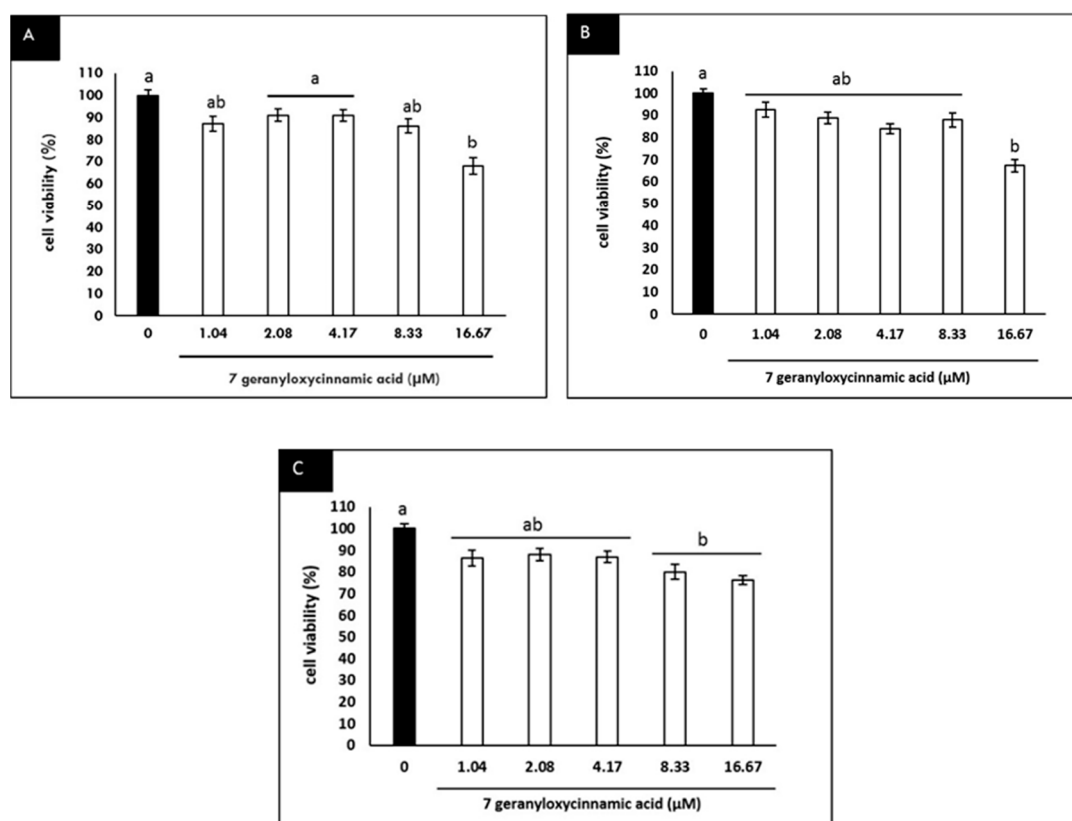 A
110
100
90
80
70
60
50
40
30
20
10
0
cell viability (%)
a
ab
a
ab
b
0 1.04 2.08 4.17 8.33 16.67
7 geranyloxycinnamic acid (µM)
B
110
100
90
80
70
60
50
40
30
20
10
0
cell viability (%)
a
ab
b
0 1.04 2.08 4.17 8.33 16.67
7 geranyloxycinnamic acid (µM)
C
110
100
90
80
70
60
50
40
30
20
10
0
cell viability (%)
a
ab
b
0 1.04 2.08 4.17 8.33 16.67
7 geranyloxycinnamic acid (µM)